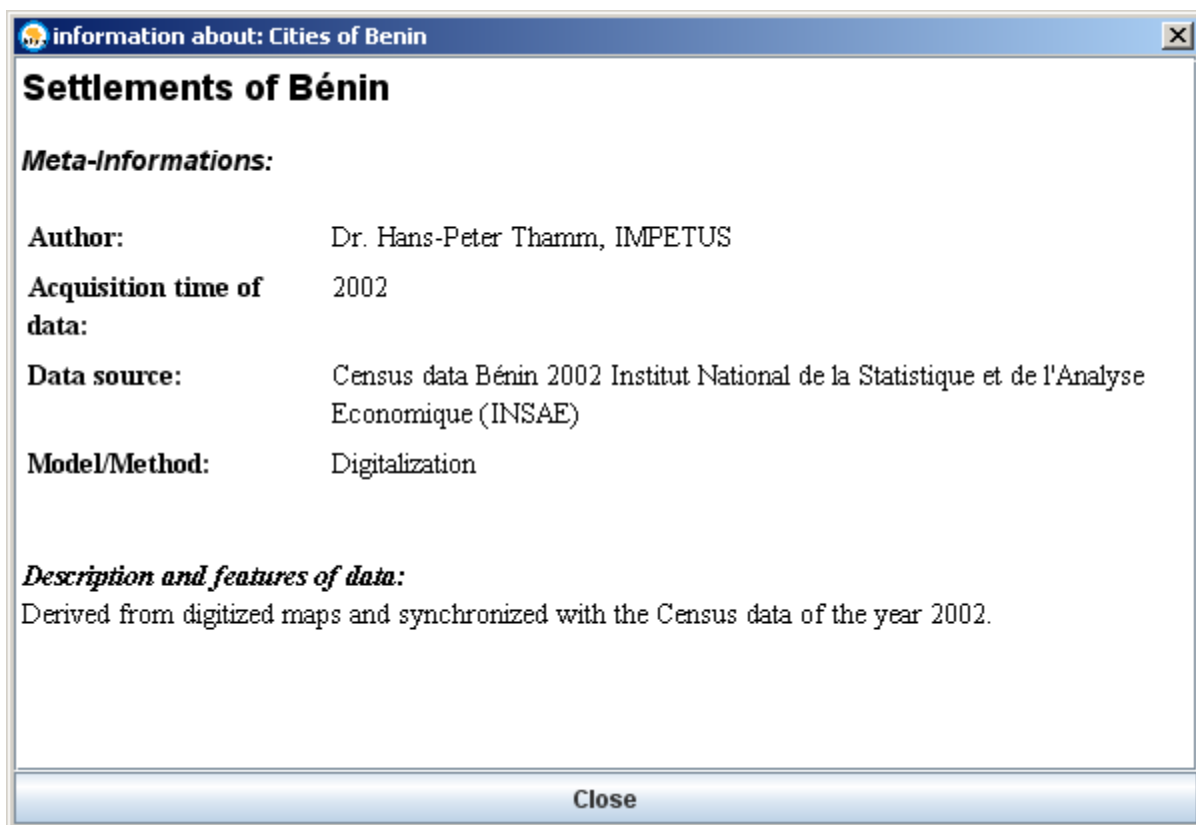 information about: Cities of Benin
Settlements of Bénin
Meta-Informations:
Author: Dr. Hans-Peter Thamm, IMPETUS
Acquisition time of 2002
data:
Data source: Census data Bénin 2002 Institut National de la Statistique et de l'Analyse
Economique (INSAE)
Model/Method: Digitalization
Description and features of data:
Derived from digitized maps and synchronized with the Census data of the year 2002.
Close